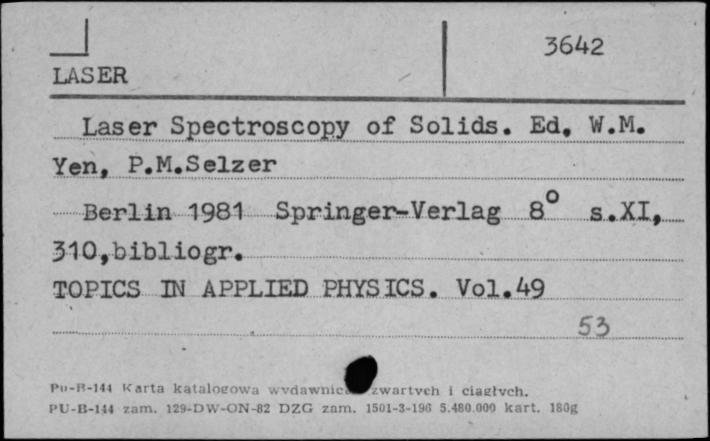 3642
LASER
Laser Spectroscopy of Solids. Ed. W.M.
Yen, P.M.Selzer
Berlin 1981 Springer-Verlag 8° s.XI,
310,bibliogr.
TOPICS IN APPLIED PHYSICS. Vol.49
53
Pu-B-144 Karta katalogowa zwartych i ciągłych.
PU-B-144 zam. 129-DW-ON-82 DZG zam. 1501-3-196 5.480.000 kart. 180g